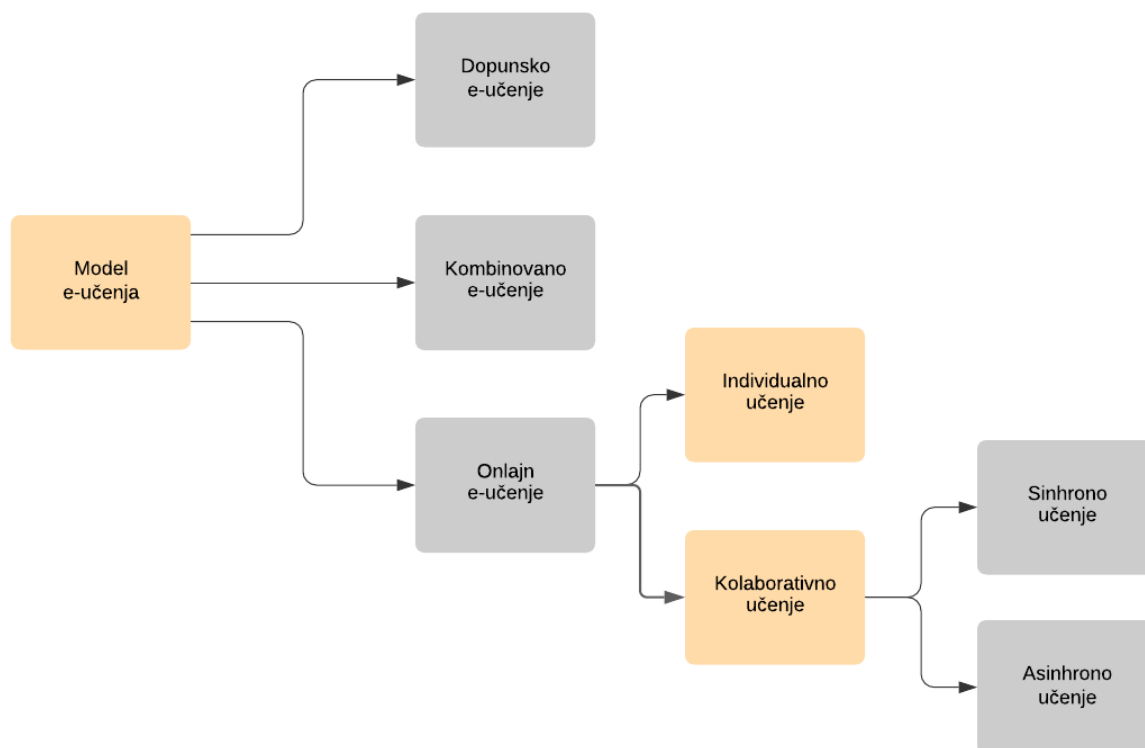 Dopunsko
e-učenje
Model
e-učenja
Kombinovano
e-učenje
Onlajn
e-učenje
Individualno
učenje
Kolaborativno
učenje
Sinhrono
učenje
Asinhrono
učenje